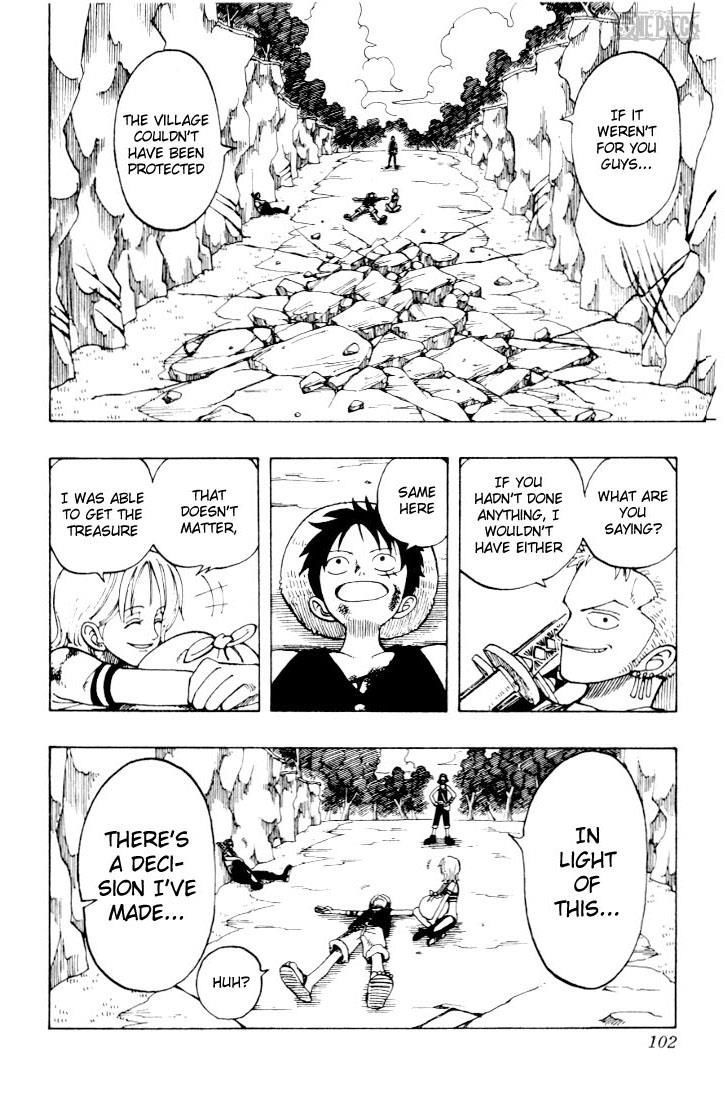 ONE PIECE
IF IT
WEREN'T
FOR YOU
GUYS...
THE VILLAGE
COULDN'T
HAVE BEEN
PROTECTED
WHAT ARE
YOU
SAYING?
IF YOU
HADN'T DONE
ANYTHING, I
WOULDN'T
HAVE EITHER
SAME
HERE
THAT
DOESN'T
MATTER,
I WAS ABLE
TO GET THE
TREASURE
IN
LIGHT
OF
THIS...
THERE'S
A DECI-
SION I'VE
MADE...
HUH?
102